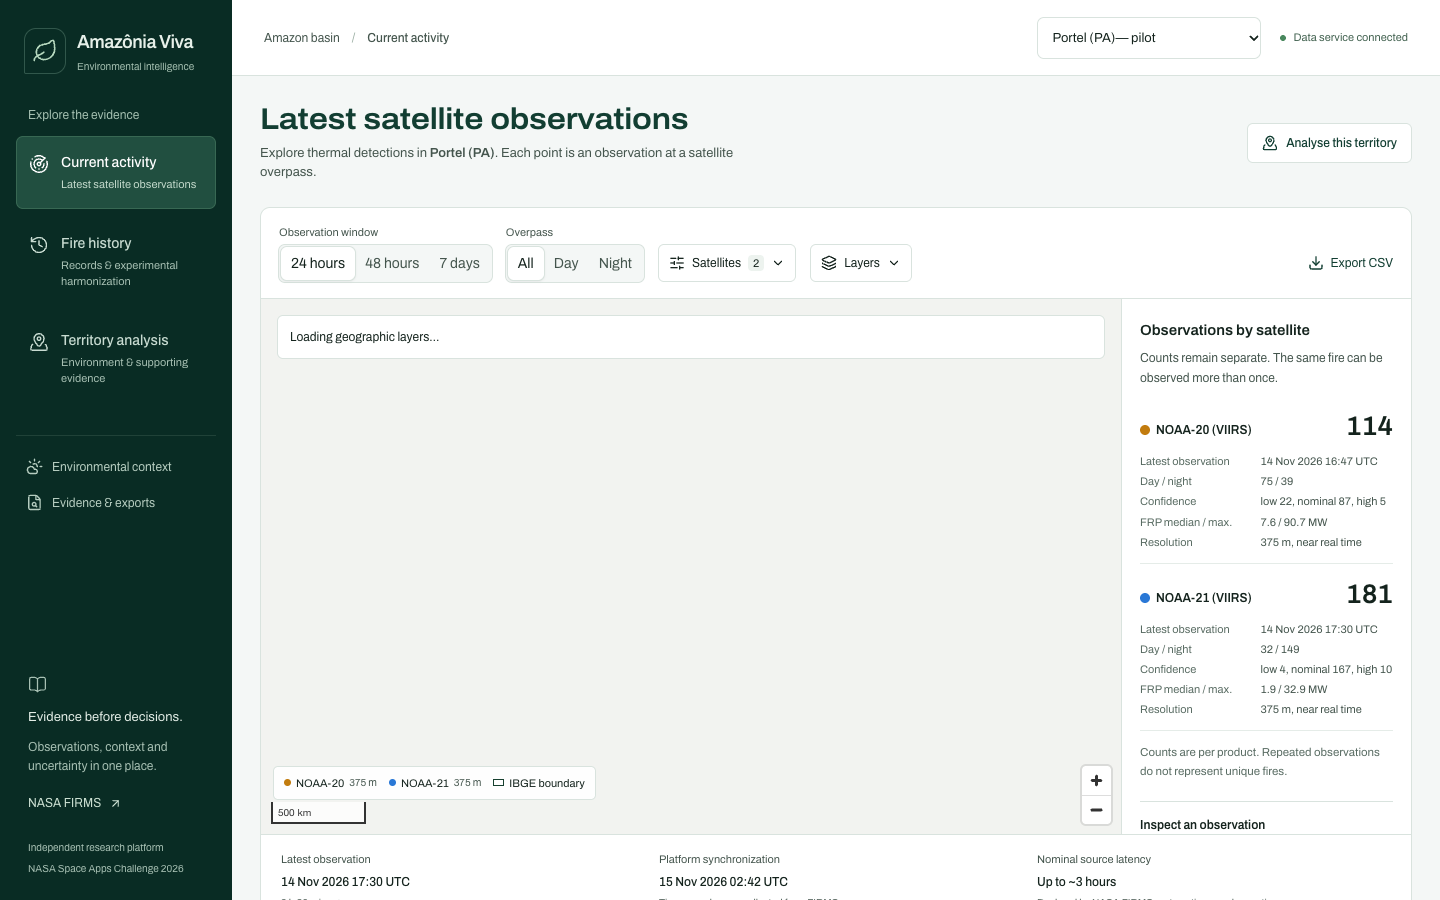 Amazônia Viva
Environmental intelligence
Explore the evidence
Current activity
Latest satellite observations
Fire history
Records & experimental
harmonization
Territory analysis
Environment & supporting
evidence
Environmental context
Evidence & exports
Evidence before decisions.
Observations, context and
uncertainty in one place.
NASA FIRMS
Independent research platform
NASA Space Apps Challenge 2026
Amazon basin / Current activity
Portel (PA)— pilot
Data service connected
Latest satellite observations
Explore thermal detections in Portel (PA). Each point is an observation at a satellite
overpass.
Analyse this territory
Observation window
24 hours 48 hours 7 days
Overpass
All Day Night
Satellites 2
Layers
Export CSV
Loading geographic layers...
NOAA-20 375 m NOAA-21 375 m IBGE boundary
500 km
Observations by satellite
Counts remain separate. The same fire can be
observed more than once.
NOAA-20 (VIIRS) 114
Latest observation 14 Nov 2026 16:47 UTC
Day / night 75 / 39
Confidence low 22, nominal 87, high 5
FRP median / max. 7.6 / 90.7 MW
Resolution 375 m, near real time
NOAA-21 (VIIRS) 181
Latest observation 14 Nov 2026 17:30 UTC
Day / night 32 / 149
Confidence low 4, nominal 167, high 10
FRP median / max. 1.9 / 32.9 MW
Resolution 375 m, near real time
Counts are per product. Repeated observations
do not represent unique fires.
Inspect an observation
Latest observation
14 Nov 2026 17:30 UTC
Platform synchronization
15 Nov 2026 02:42 UTC
Nominal source latency
Up to ~3 hours